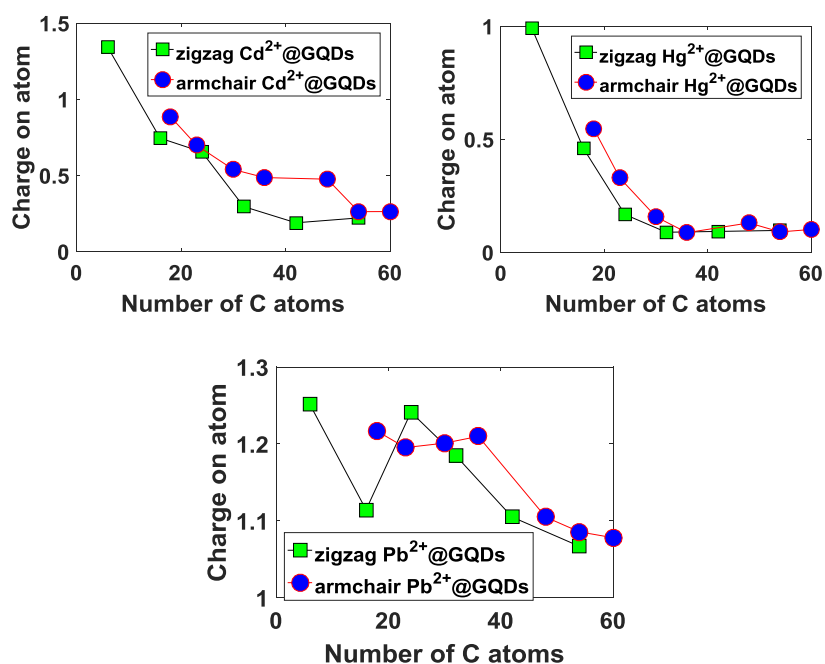 1.5
1
0.5
0
0
20
40
60
Charge on atom
Number of C atoms
zigzag Cd²⁺@GQDs
armchair Cd²⁺@GQDs
1
0.5
0
0
20
40
60
Charge on atom
Number of C atoms
zigzag Hg²⁺@GQDs
armchair Hg²⁺@GQDs
1.3
1.2
1.1
1
0
20
40
60
Charge on atom
Number of C atoms
zigzag Pb²⁺@GQDs
armchair Pb²⁺@GQDs